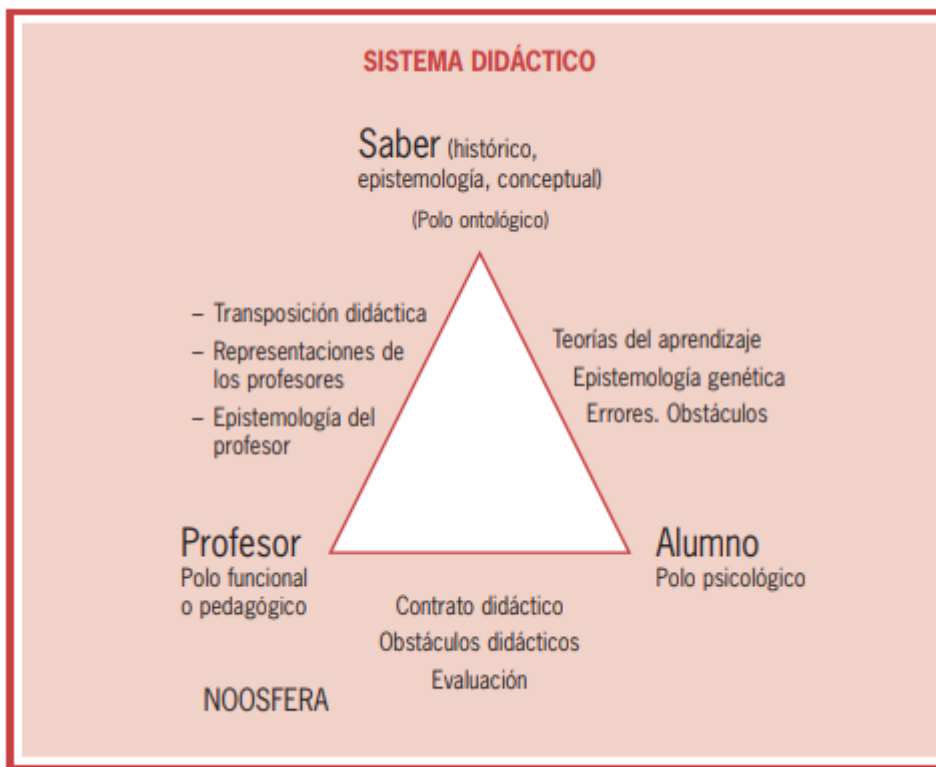 SISTEMA DIDÁCTICO
Saber (histórico,
epistemología, conceptual)
(Polo ontológico)
– Transposición didáctica
– Representaciones de
los profesores
– Epistemología del
profesor
Teorías del aprendizaje
Epistemología genética
Errores. Obstáculos
Profesor
Polo funcional
o pedagógico
Alumno
Polo psicológico
Contrato didáctico
Obstáculos didácticos
Evaluación
NOOSFERA